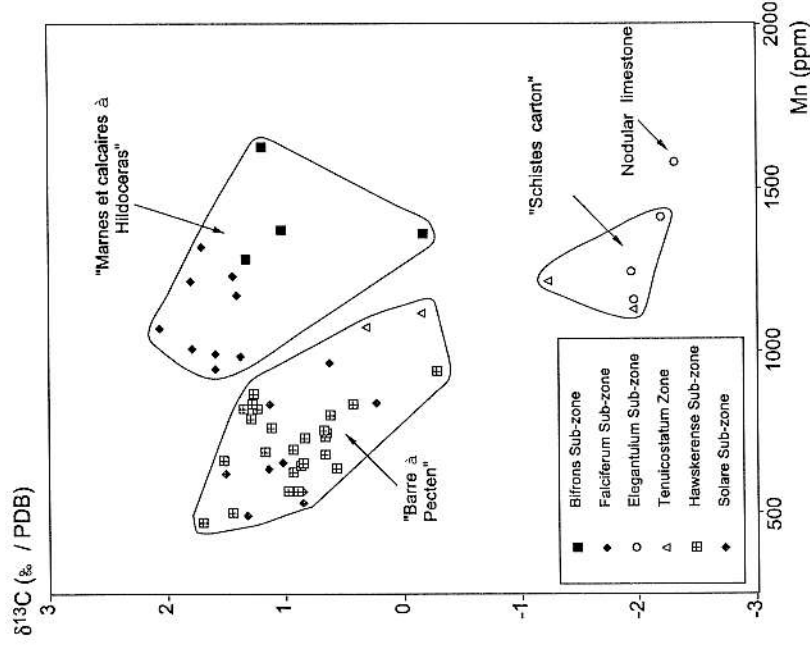 δ13C (‰ / PDB)
3
2
1
0
-1
-2
-3
500
1000
1500
2000
Mn (ppm)
"Marnes et calcaires à
Hildoceras"
"Barre à
Pecten"
"Schistes carton"
Nodular limestone
Bifrons Sub-zone
Falciferum Sub-zone
Elegantulum Sub-zone
Tenuicostatum Zone
Hawskerense Sub-zone
Solare Sub-zone